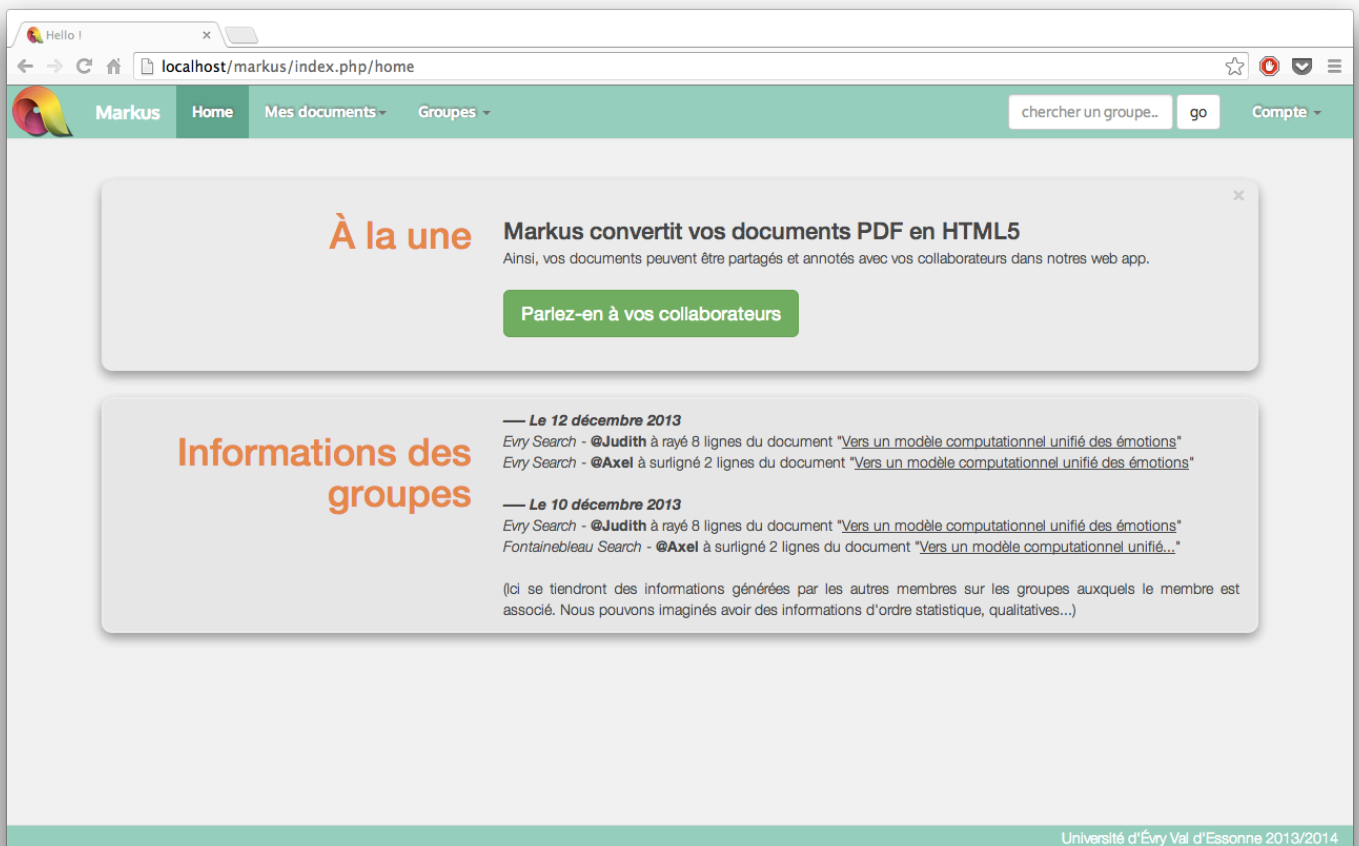 Hello !
localhost/markus/index.php/home
Markus Home Mes documents Groupes chercher un groupe.. go Compte
À la une
Markus convertit vos documents PDF en HTML5
Ainsi, vos documents peuvent être partagés et annotés avec vos collaborateurs dans notres web app.
Parlez-en à vos collaborateurs
Informations des
groupes
—– Le 12 décembre 2013
Evry Search - @Judith à rayé 8 lignes du document "Vers un modèle computationnel unifié des émotions"
Evry Search - @Axel à surligné 2 lignes du document "Vers un modèle computationnel unifié des émotions"
—– Le 10 décembre 2013
Evry Search - @Judith à rayé 8 lignes du document "Vers un modèle computationnel unifié des émotions"
Fontainebleau Search - @Axel à surligné 2 lignes du document "Vers un modèle computationnel unifié..."
(Ici se tiendront des informations générées par les autres membres sur les groupes auxquels le membre est
associé. Nous pouvons imaginés avoir des informations d'ordre statistique, qualitatives...)
Université d'Évry Val d'Essonne 2013/2014